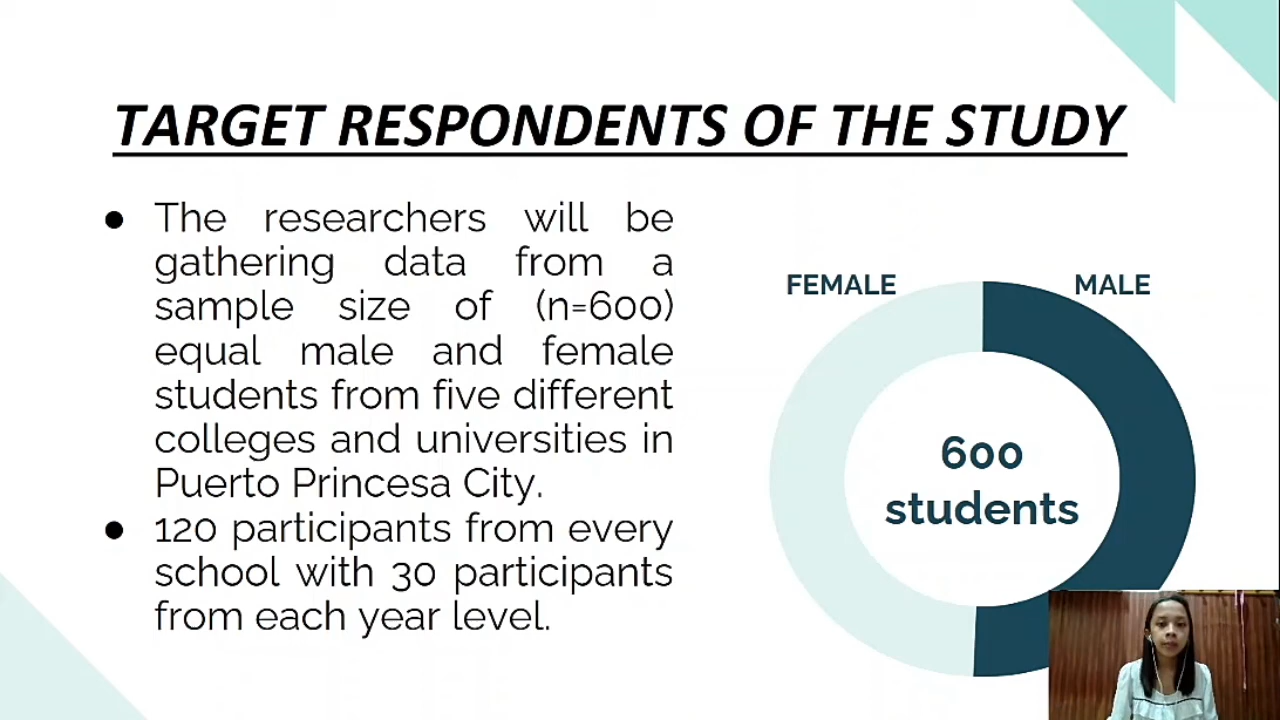 TARGET RESPONDENTS OF THE STUDY
● The researchers will be
gathering data from a
sample size of (n=600)
equal male and female
students from five different
colleges and universities in
Puerto Princesa City.
● 120 participants from every
school with 30 participants
from each year level.
FEMALE
MALE
600
students